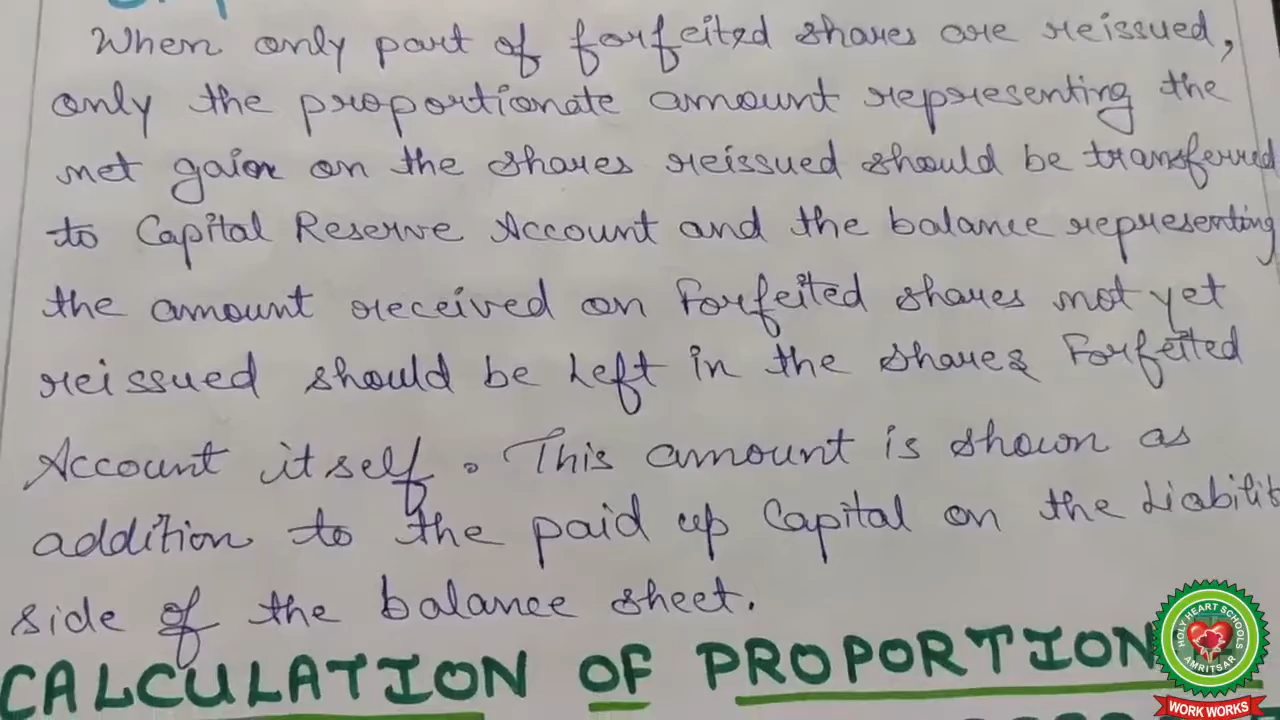 When only part of forfeited shares are reissued,
only the proportionate amount representing the
net gain on the shares reissued should be transferred
to Capital Reserve Account and the balance representing
the amount received on Forfeited shares not yet
reissued should be left in the shares Forfeited
Account itself. This amount is shown as
addition to the paid up Capital on the Liabilit
side of the balance sheet.
CALCULATION OF PROPORTION
HOLY HEART SCHOOLS
AMRITSAR
WORK WORKS